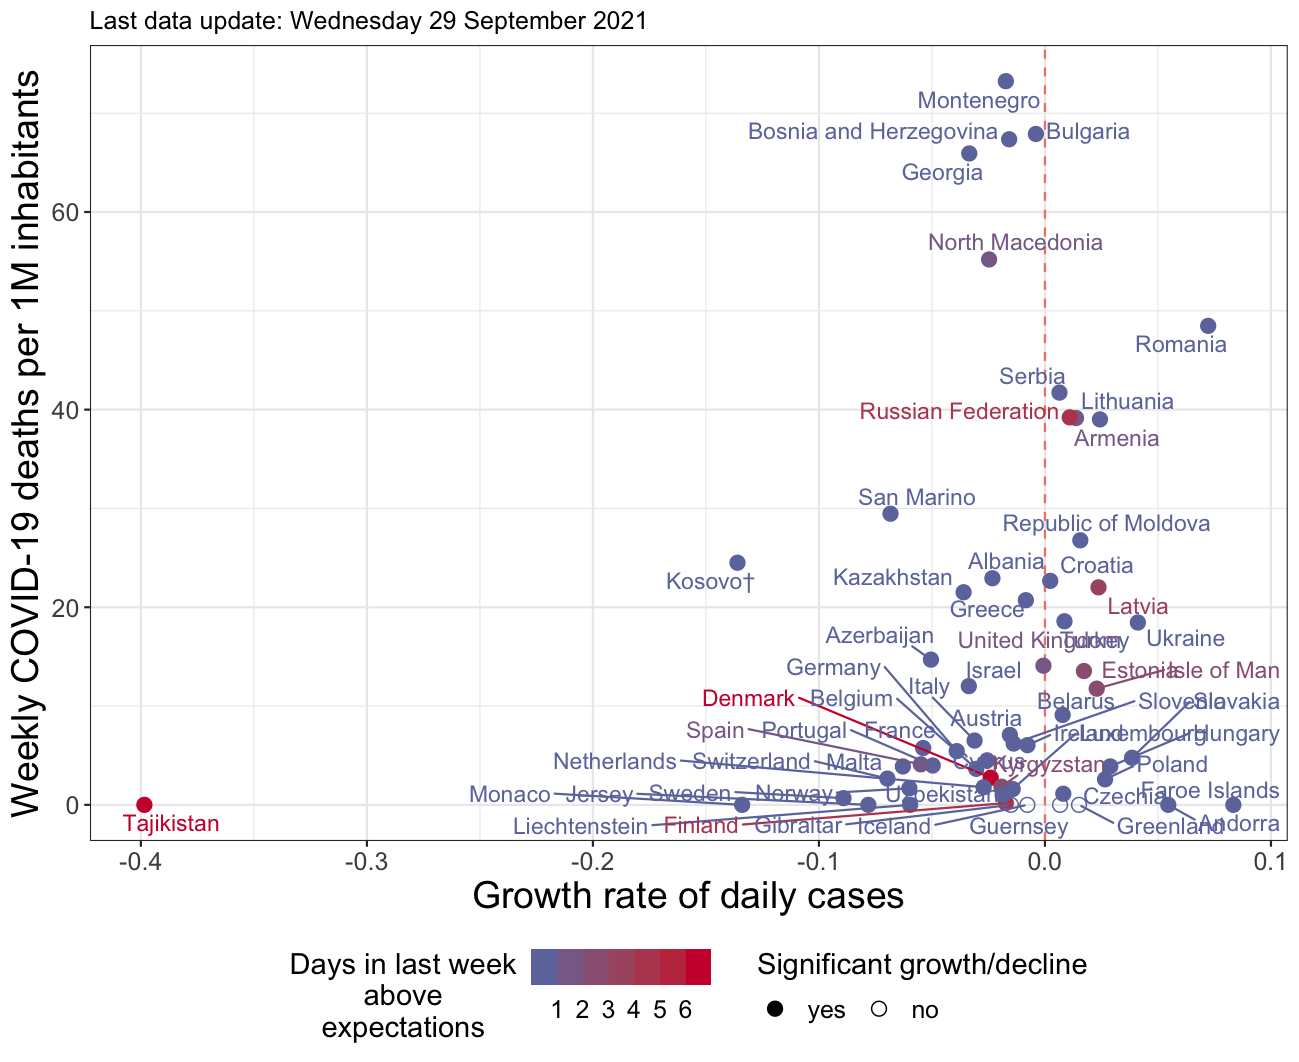 Last data update: Wednesday 29 September 2021
Weekly COVID-19 deaths per 1M inhabitants
60
40
20
0
Montenegro
Bosnia and Herzegovina
Bulgaria
Georgia
North Macedonia
Romania
Serbia
Lithuania
Russian Federation
Armenia
San Marino
Republic of Moldova
Albania
Croatia
Kosovo†
Kazakhstan
Greece
Latvia
Azerbaijan
United Kingdom
Turkey
Ukraine
Germany
Israel
Estonia
Isle of Man
Denmark
Belgium
Italy
Belarus
Slovenia
Slovakia
Spain
Portugal
France
Austria
Ireland
Luxembourg
Hungary
Netherlands
Switzerland
Malta
Cyprus
Kyrgyzstan
Poland
Monaco
Jersey
Sweden
Norway
Uzbekistan
Czechia
Faroe Islands
Tajikistan
Liechtenstein
Finland
Gibraltar
Iceland
Guernsey
Greenland
Andorra
-0.4
-0.3
-0.2
-0.1
0.0
0.1
Growth rate of daily cases
Days in last week
above
expectations
1 2 3 4 5 6
Significant growth/decline
yes
no